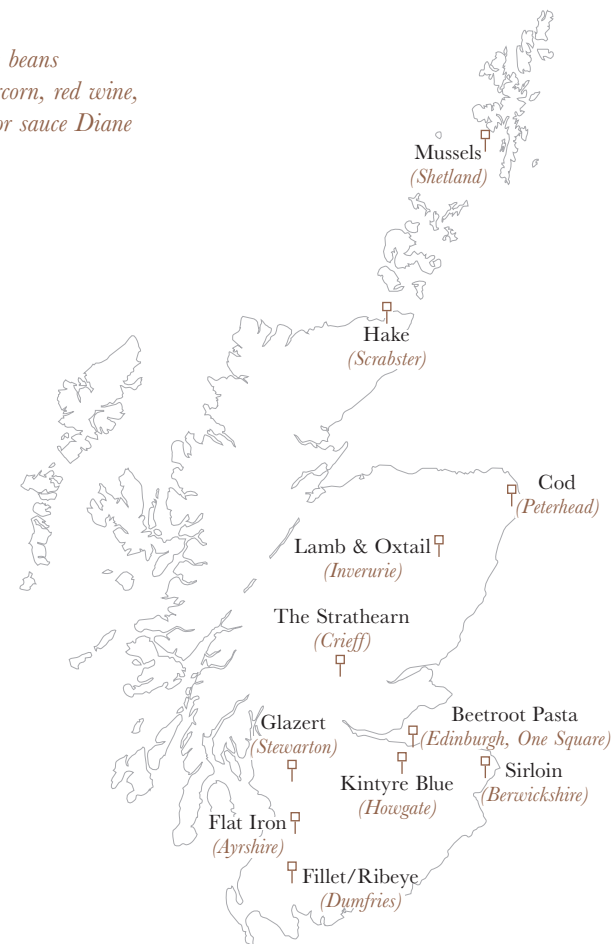 beans
corn, red wine,
or sauce Diane
Mussels
(Shetland)
Hake
(Scrabster)
Cod
(Peterhead)
Lamb & Oxtail
(Inverurie)
The Strathearn
(Crieff)
Glazert
(Stewarton)
Beetroot Pasta
(Edinburgh, One Square)
Kintyre Blue
(Howgate)
Sirloin
(Berwickshire)
Flat Iron
(Ayrshire)
Fillet/Ribeye
(Dumfries)